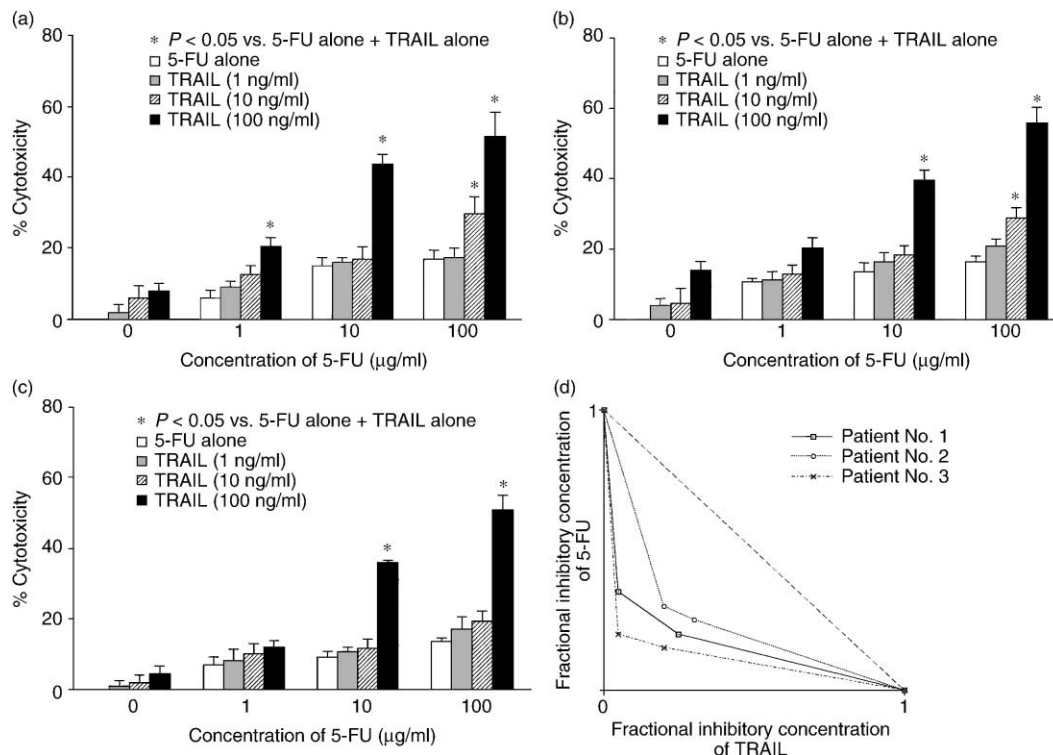 (a)
* P < 0.05 vs. 5-FU alone + TRAIL alone
5-FU alone
TRAIL (1 ng/ml)
TRAIL (10 ng/ml)
TRAIL (100 ng/ml)
% Cytotoxicity
80
60
40
20
0
* * * *
0 1 10 100
Concentration of 5-FU (μg/ml)
(b)
* P < 0.05 vs. 5-FU alone + TRAIL alone
5-FU alone
TRAIL (1 ng/ml)
TRAIL (10 ng/ml)
TRAIL (100 ng/ml)
% Cytotoxicity
80
60
40
20
0
* * *
0 1 10 100
Concentration of 5-FU (μg/ml)
(c)
* P < 0.05 vs. 5-FU alone + TRAIL alone
5-FU alone
TRAIL (1 ng/ml)
TRAIL (10 ng/ml)
TRAIL (100 ng/ml)
% Cytotoxicity
80
60
40
20
0
* *
0 1 10 100
Concentration of 5-FU (μg/ml)
(d)
Patient No. 1
Patient No. 2
Patient No. 3
Fractional inhibitory concentration
of 5-FU
1
0 1
Fractional inhibitory concentration
of TRAIL